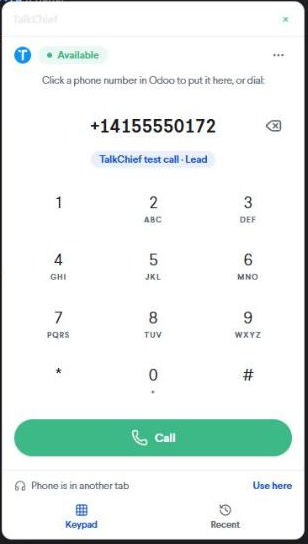 TalkChief
×
T
Available
...
Click a phone number in Odoo to put it here, or dial:
+14155550172
TalkChief test call · Lead
1
2
3
ABC
DEF
4
5
6
GHI
JKL
MNO
7
8
9
PQRS
TUV
WXYZ
*
0
#
Call
Phone is in another tab
Use here
Keypad
Recent